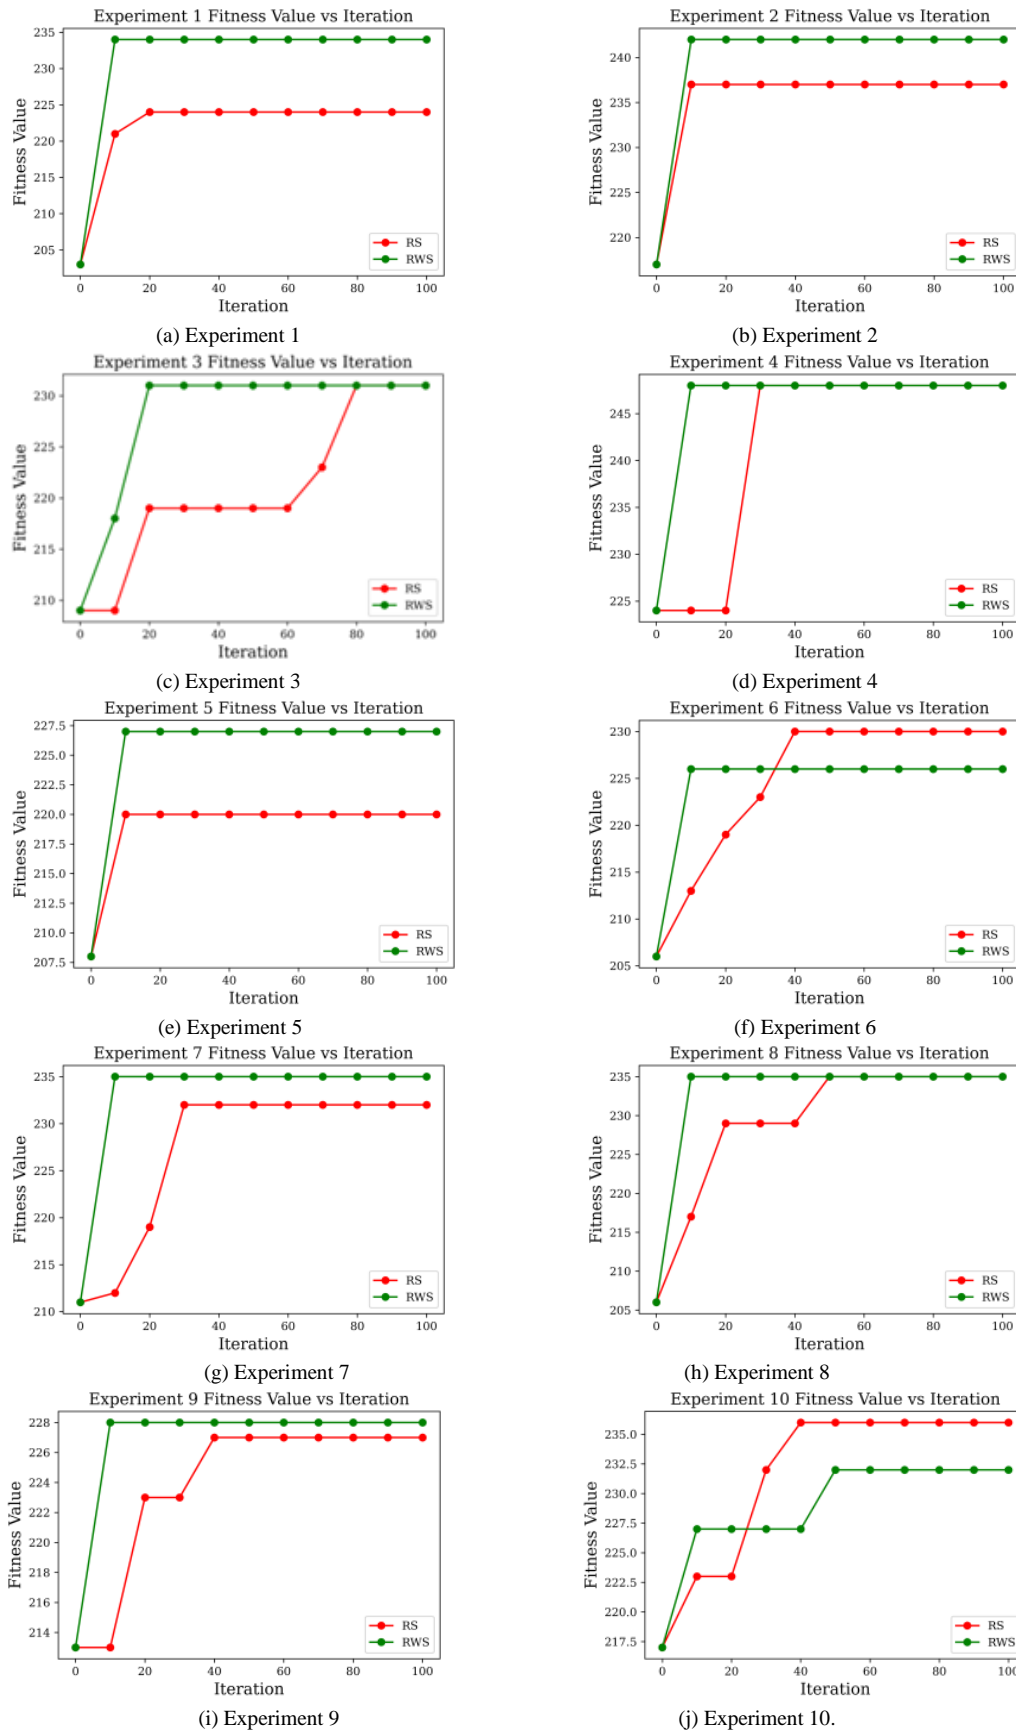 Experiment 1 Fitness Value vs Iteration
235
230
225
220
215
210
205
Fitness Value
0 20 40 60 80 100
Iteration
RS
RWS
(a) Experiment 1
Experiment 2 Fitness Value vs Iteration
240
235
230
225
220
Fitness Value
0 20 40 60 80 100
Iteration
RS
RWS
(b) Experiment 2
Experiment 3 Fitness Value vs Iteration
230
225
220
215
210
Fitness Value
0 20 40 60 80 100
Iteration
RS
RWS
(c) Experiment 3
Experiment 4 Fitness Value vs Iteration
245
240
235
230
225
Fitness Value
0 20 40 60 80 100
Iteration
RS
RWS
(d) Experiment 4
Experiment 5 Fitness Value vs Iteration
227.5
225.0
222.5
220.0
217.5
215.0
212.5
210.0
207.5
Fitness Value
0 20 40 60 80 100
Iteration
RS
RWS
(e) Experiment 5
Experiment 6 Fitness Value vs Iteration
230
225
220
215
210
205
Fitness Value
0 20 40 60 80 100
Iteration
RS
RWS
(f) Experiment 6
Experiment 7 Fitness Value vs Iteration
235
230
225
220
215
210
Fitness Value
0 20 40 60 80 100
Iteration
RS
RWS
(g) Experiment 7
Experiment 8 Fitness Value vs Iteration
235
230
225
220
215
210
205
Fitness Value
0 20 40 60 80 100
Iteration
RS
RWS
(h) Experiment 8
Experiment 9 Fitness Value vs Iteration
228
226
224
222
220
218
216
214
Fitness Value
0 20 40 60 80 100
Iteration
RS
RWS
(i) Experiment 9
Experiment 10 Fitness Value vs Iteration
235.0
232.5
230.0
227.5
225.0
222.5
220.0
217.5
Fitness Value
0 20 40 60 80 100
Iteration
RS
RWS
(j) Experiment 10.